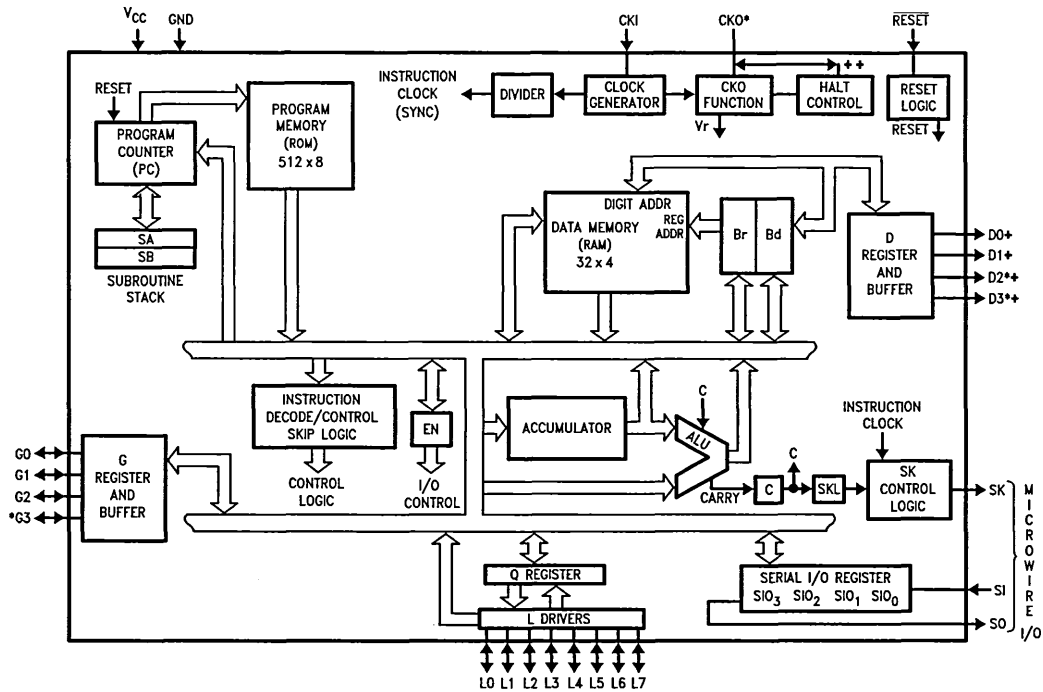 VCC
GND
CKI
CKO*
RESET
INSTRUCTION
CLOCK
(SYNC)
DIVIDER
CLOCK
GENERATOR
CKO
FUNCTION
++
HALT
CONTROL
RESET
LOGIC
Vr
RESET
RESET
PROGRAM
COUNTER
(PC)
PROGRAM
MEMORY
(ROM)
512 x 8
SA
SB
SUBROUTINE
STACK
DIGIT ADDR
DATA MEMORY
(RAM)
32 x 4
REG
ADDR
Br
Bd
D
REGISTER
AND
BUFFER
D0+
D1+
D2*+
D3*+
INSTRUCTION
DECODE/CONTROL
SKIP LOGIC
CONTROL
LOGIC
EN
I/O
CONTROL
ACCUMULATOR
C
ALU
CARRY
C
C
SKL
INSTRUCTION
CLOCK
SK
CONTROL
LOGIC
G0
G1
G2
*G3
G
REGISTER
AND
BUFFER
Q REGISTER
L DRIVERS
SERIAL I/O REGISTER
SIO3 SIO2 SIO1 SIO0
SK
SI
SO
MICROWIRE
I/O
L0 L1 L2 L3 L4 L5 L6 L7